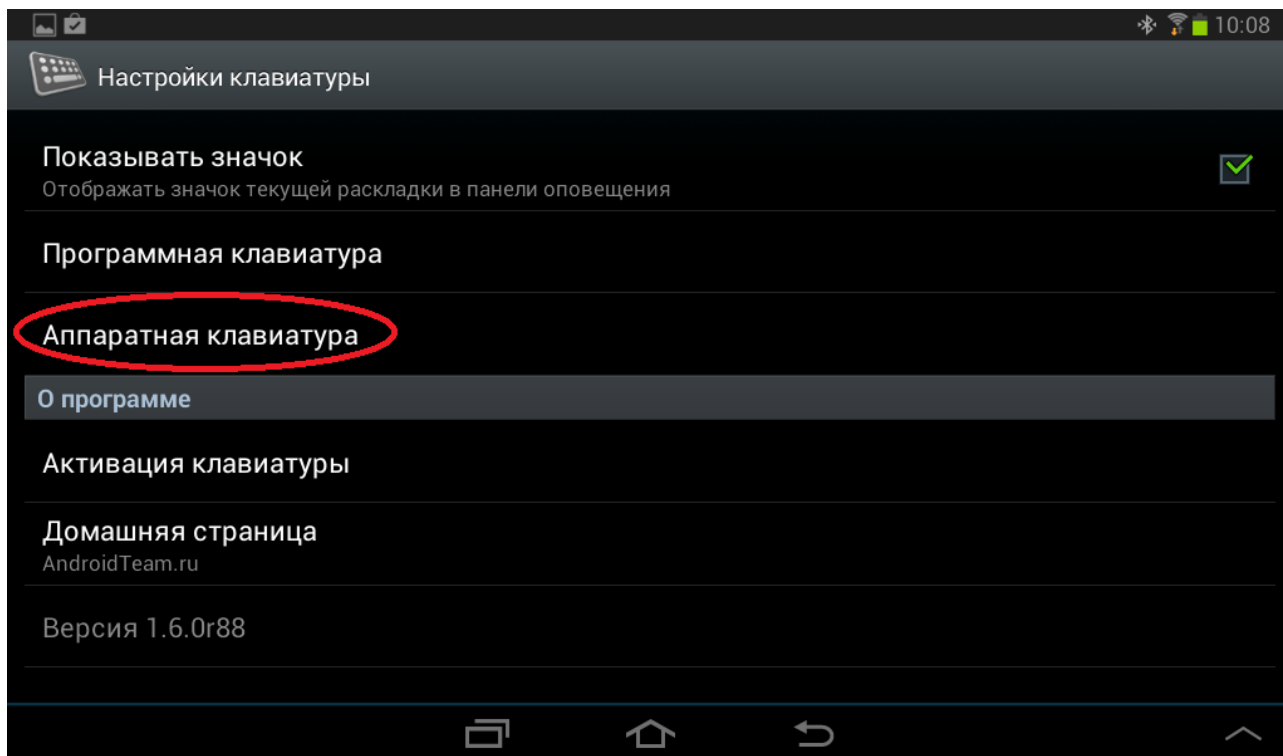 10:08
Настройки клавиатуры
Показывать значок
Отображать значок текущей раскладки в панели оповещения
Программная клавиатура
Аппаратная клавиатура
О программе
Активация клавиатуры
Домашняя страница
AndroidTeam.ru
Версия 1.6.0r88